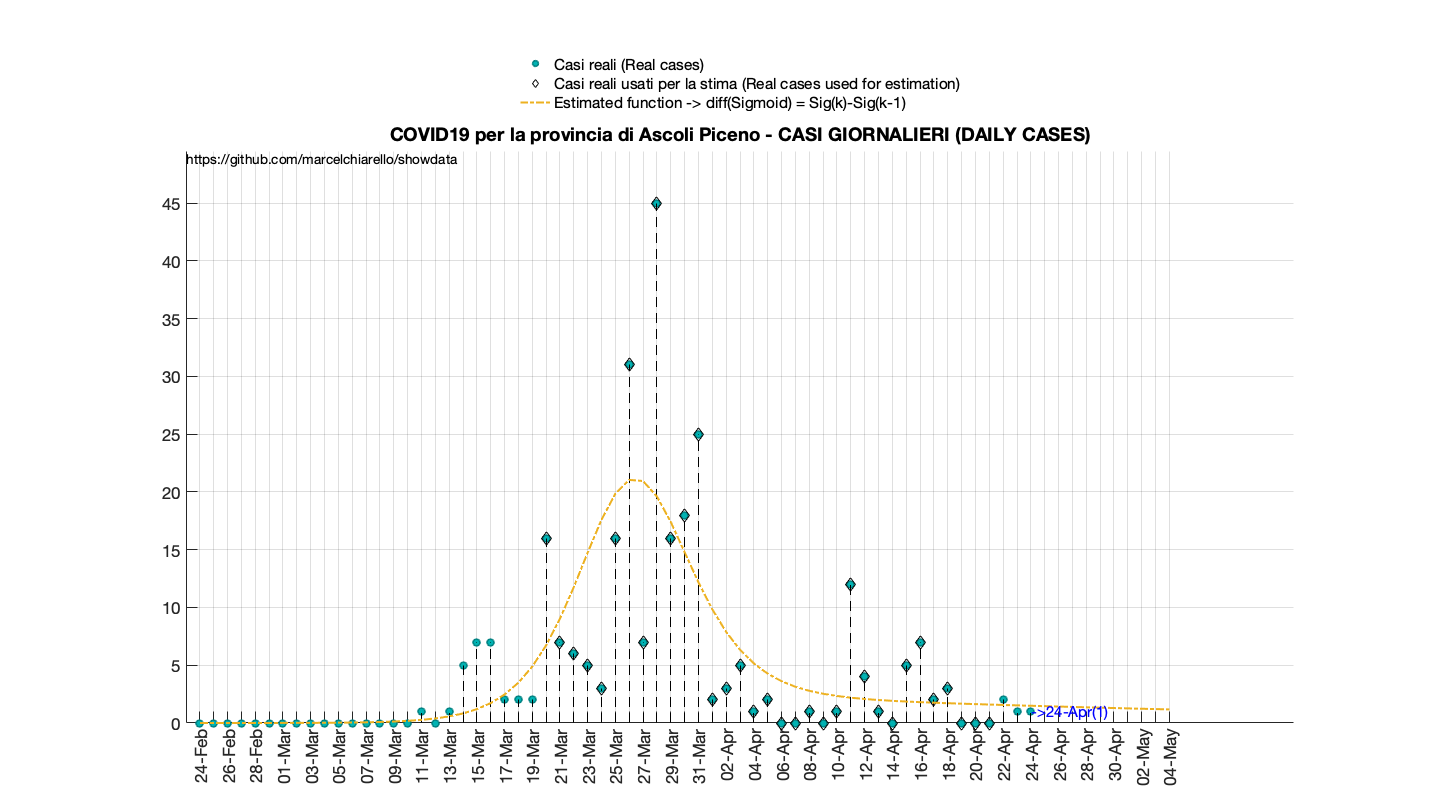 Casi reali (Real cases)
Casi reali usati per la stima (Real cases used for estimation)
Estimated function -> diff(Sigmoid) = Sig(k)-Sig(k-1)
COVID19 per la provincia di Ascoli Piceno - CASI GIORNALIERI (DAILY CASES)
https://github.com/marcelchiarello/showdata
45
40
35
30
25
20
15
10
5
0
->24-Apr(1)
24-Feb
26-Feb
28-Feb
01-Mar
03-Mar
05-Mar
07-Mar
09-Mar
11-Mar
13-Mar
15-Mar
17-Mar
19-Mar
21-Mar
23-Mar
25-Mar
27-Mar
29-Mar
31-Mar
02-Apr
04-Apr
06-Apr
08-Apr
10-Apr
12-Apr
14-Apr
16-Apr
18-Apr
20-Apr
22-Apr
24-Apr
26-Apr
28-Apr
30-Apr
02-May
04-May